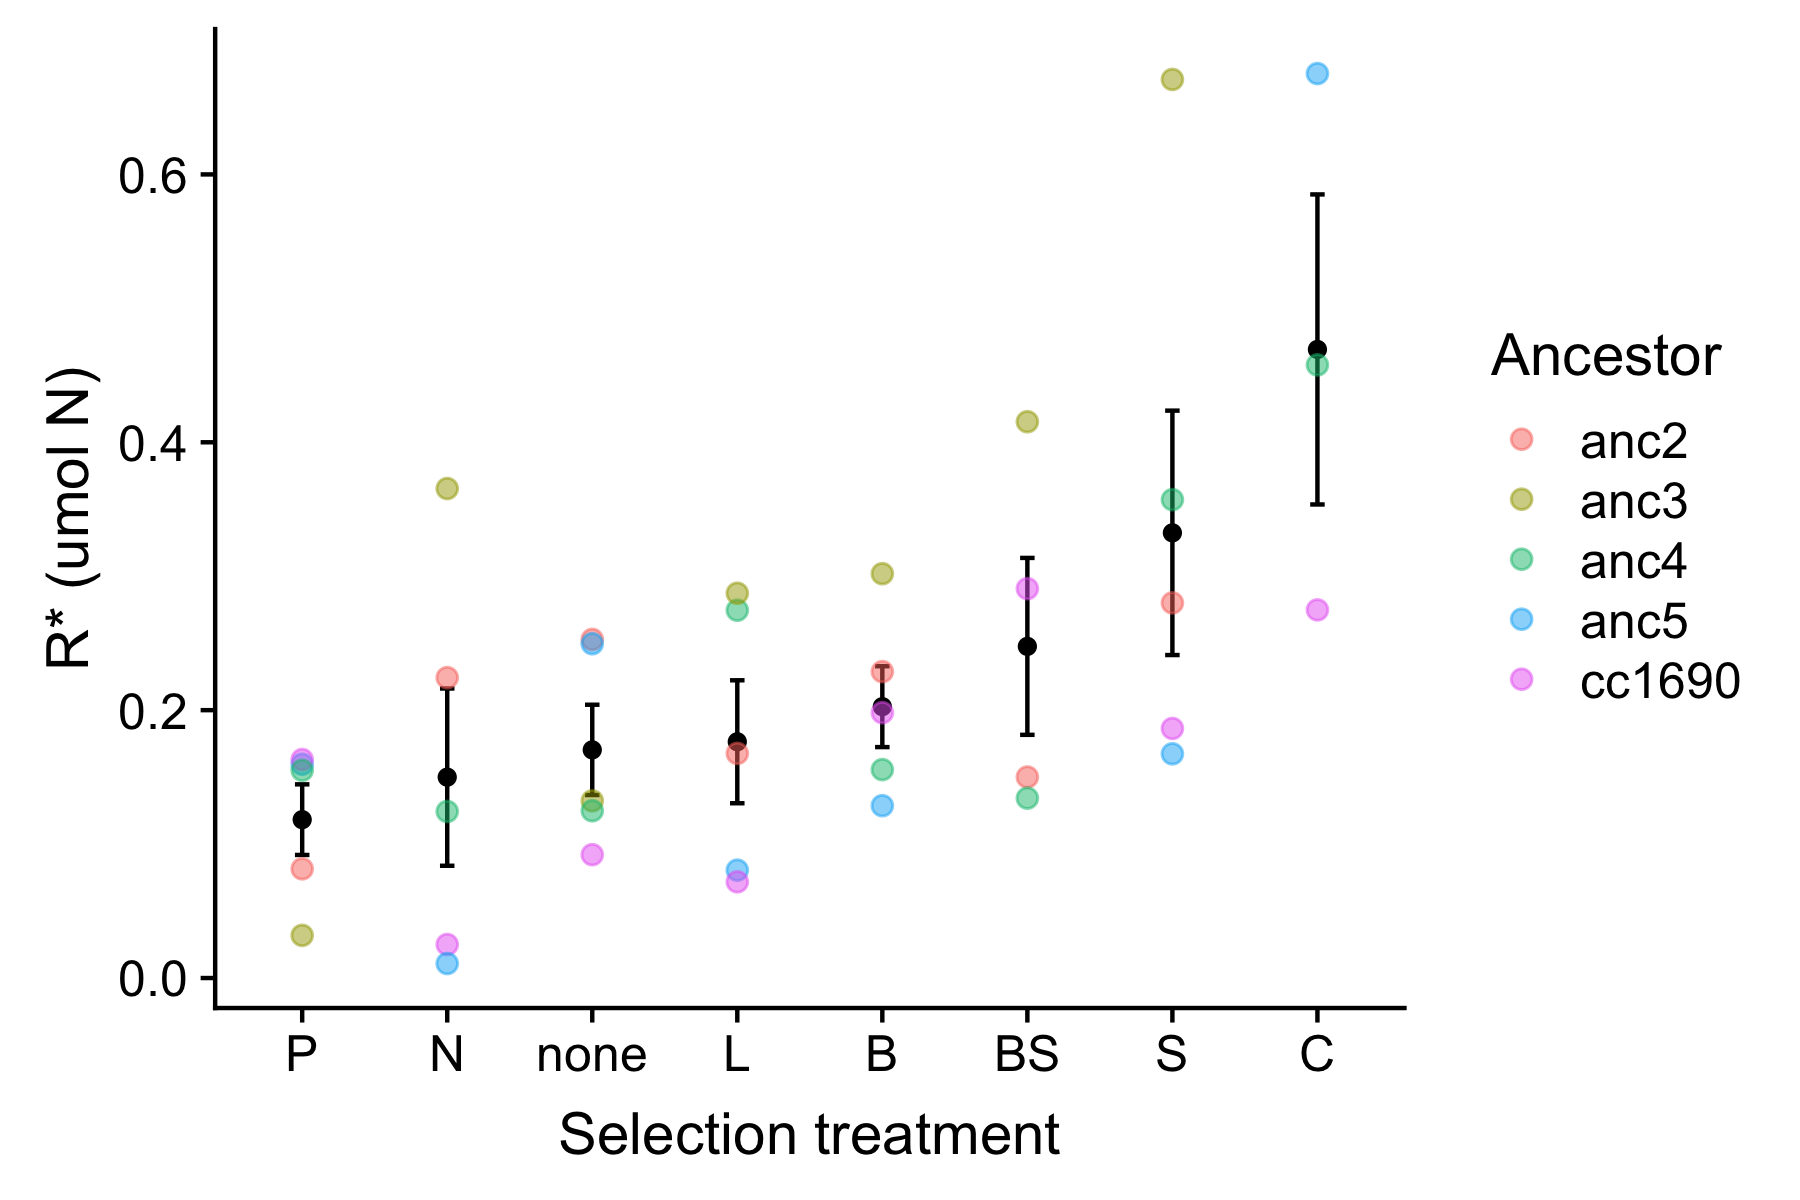 0.6
0.4
0.2
0.0
R* (umol N)
P N none L B BS S C
Selection treatment
Ancestor
anc2
anc3
anc4
anc5
cc1690